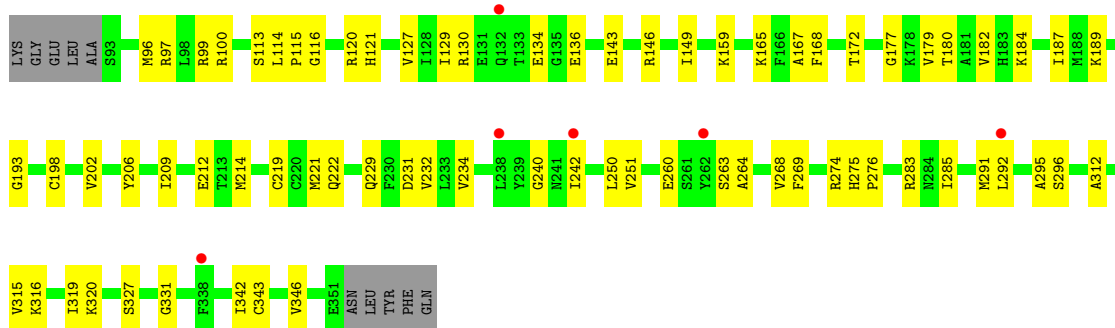 LYS GLY GLU LEU ALA S93 M96 R97 L98 R99 R100 S113 L114 P115 G116 R120 H121 V127 I128 I129 R130 E131 Q132 T133 E134 G135 E136 E143 R146 I149 K159 K165 F166 A167 F168 T172 G177 K178 V179 T180 A181 V182 H183 K184 I187 M188 K189
G193 C198 V202 Y206 I209 E212 T213 M214 C219 C220 M221 Q222 Q229 F230 D231 V232 L233 V234 L238 Y239 G240 N241 I242 L250 V251 E260 S261 Y262 S263 A264 V268 F269 R274 H275 P276 R283 N284 I285 M291 L292 A295 S296 A312
V315 K316 I319 K320 S327 G331 F338 I342 C343 V346 E351 ASN LEU TYR PHE GLN